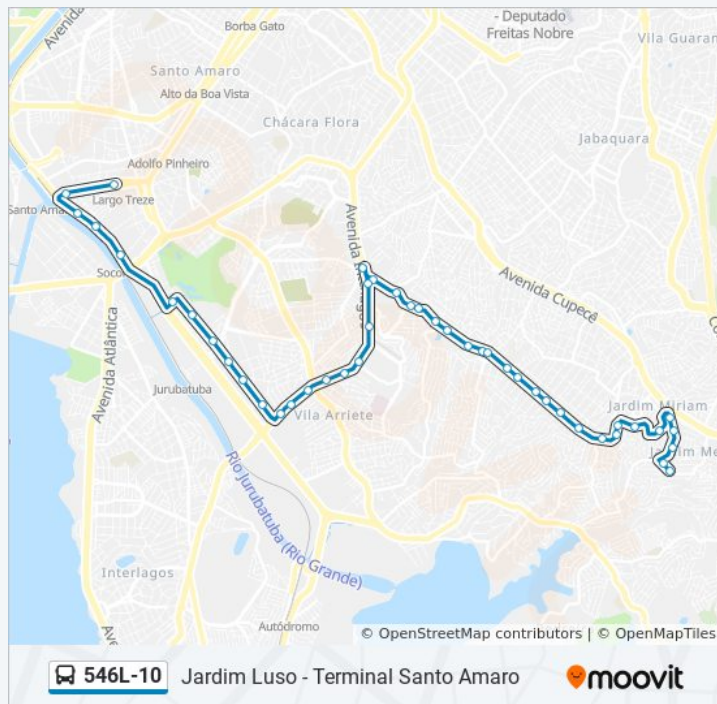 Borba Gato
- Deputado
Freitas Nobre
Vila Guaran
Santo Amaro
Alto da Boa Vista
Chácara Flora
Jabaquara
Adolfo Pinheiro
Largo Treze
Santo Ama
Avenida
Avenida
Socor
Avenida Cupecê
Avenida Atlântica
Jurubatuba
Vila Arriete
Jardim Miriam
Jardim Me
Rio Jurubatuba (Rio Grande)
Interlagos
Autódromo
Ave
© OpenStreetMap contributors | © OpenMapTiles
546L-10 Jardim Luso - Terminal Santo Amaro
moovit